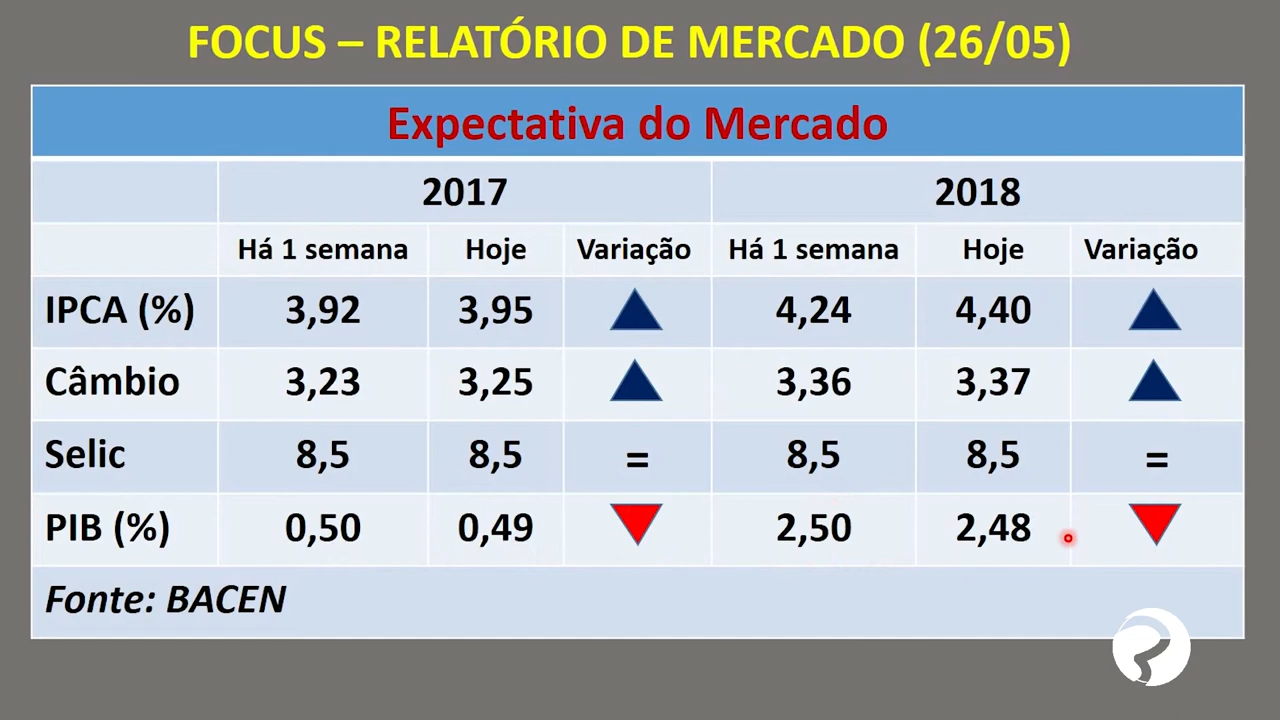 FOCUS – RELATÓRIO DE MERCADO (26/05)
Expectativa do Mercado
2017 2018
Há 1 semana Hoje Variação Há 1 semana Hoje Variação
IPCA (%) 3,92 3,95 4,24 4,40
Câmbio 3,23 3,25 3,36 3,37
Selic 8,5 8,5 = 8,5 8,5 =
PIB (%) 0,50 0,49 2,50 2,48
Fonte: BACEN